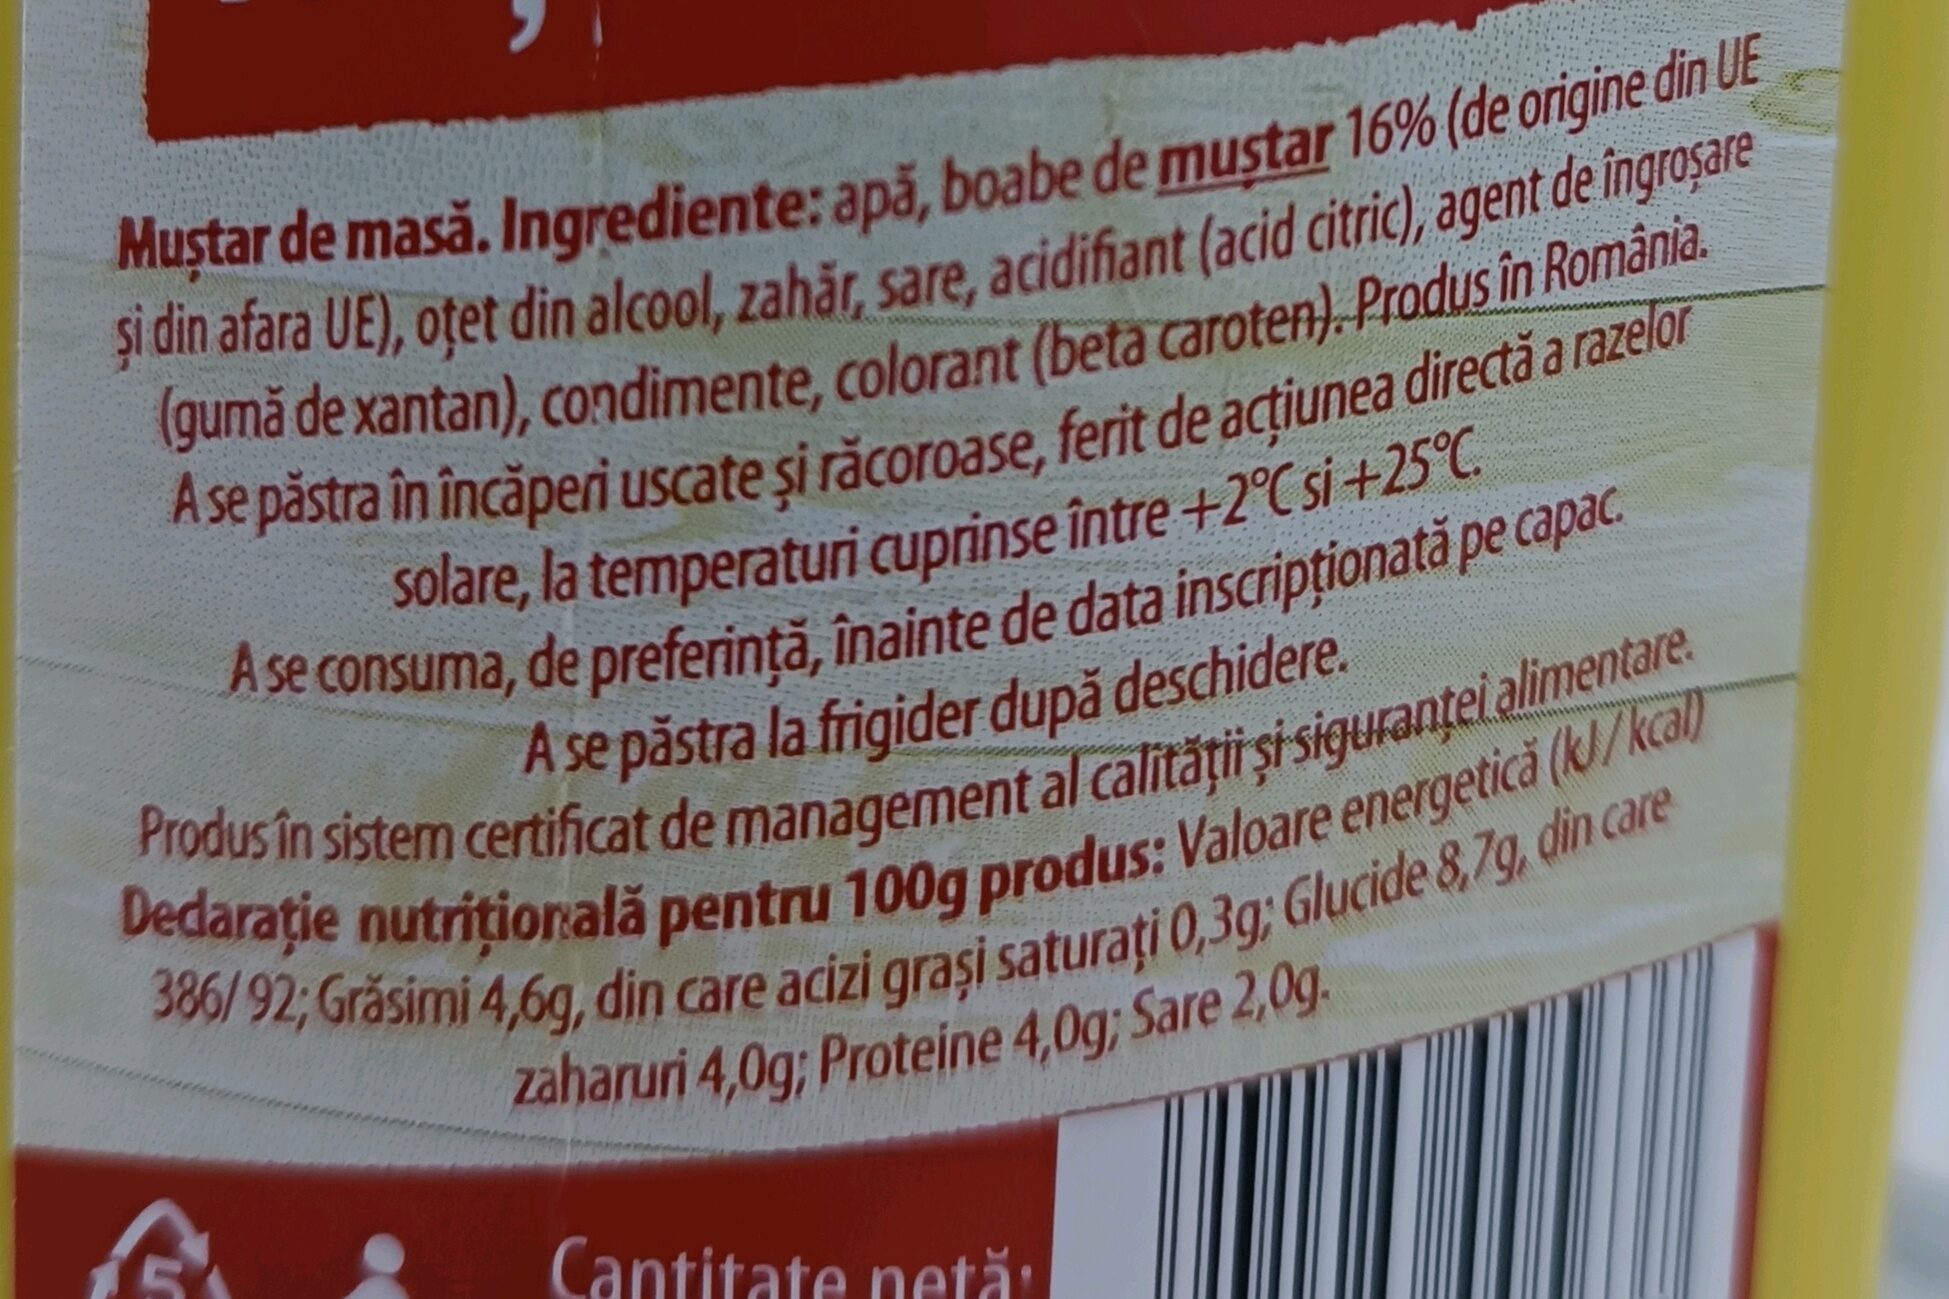 Muștar de masă. Ingrediente: apă, boabe de muștar 16% (de origine din UE
și din afara UE), oțet din alcool, zahăr, sare, acidifiant (acid citric), agent de îngroșare
(gumă de xantan), condimente, colorant (beta caroten). Produs în România.
A se păstra în încăperi uscate și răcoroase, ferit de acțiunea directă a razelor
solare, la temperaturi cuprinse între +2°C si +25°C.
A se consuma, de preferință, înainte de data inscripționată pe capac.
A se păstra la frigider după deschidere.
Produs în sistem certificat de management al calității și siguranței alimentare.
Declarație nutrițională pentru 100g produs: Valoare energetică (kJ/kcal)
386/ 92; Grăsimi 4,6g, din care acizi grași saturați 0,3g; Glucide 8,7g, din care
zaharuri 4,0g; Proteine 4,0g; Sare 2,0g.
5
Cantitate netă: